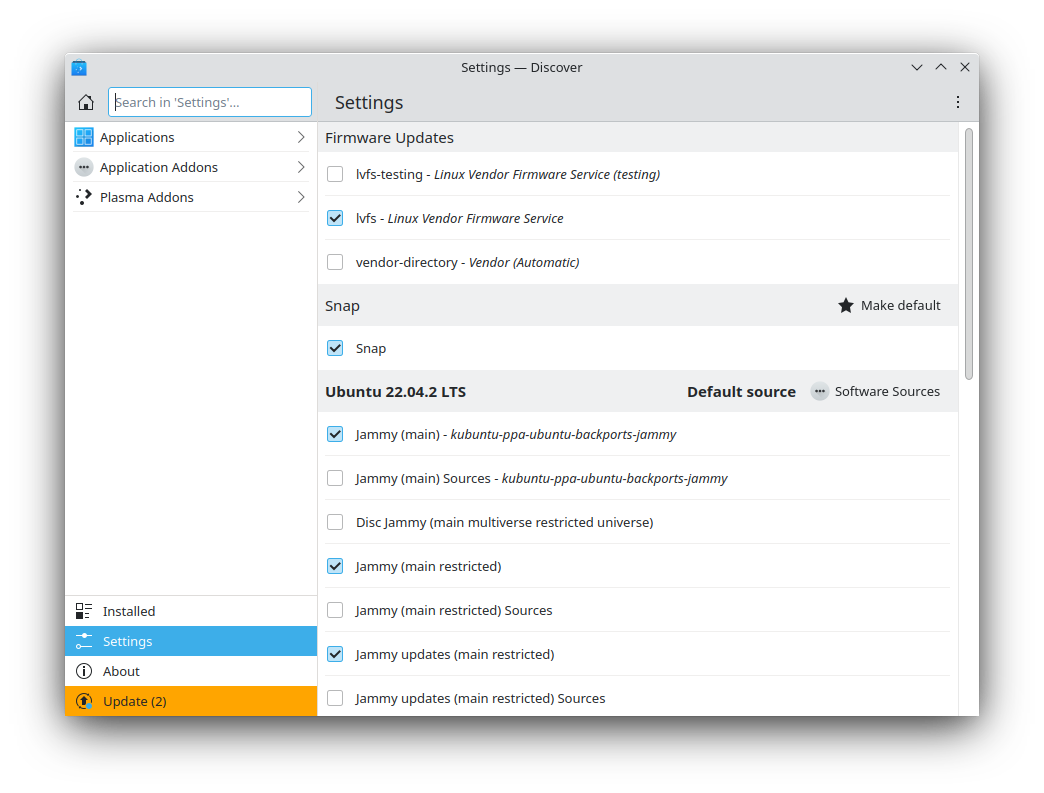 Settings — Discover
Search in 'Settings'...
Settings
Applications
Application Addons
Plasma Addons
Installed
Settings
About
Update (2)
Firmware Updates
lvfs-testing - Linux Vendor Firmware Service (testing)
lvfs - Linux Vendor Firmware Service
vendor-directory - Vendor (Automatic)
Snap
Make default
Snap
Ubuntu 22.04.2 LTS
Default source
Software Sources
Jammy (main) - kubuntu-ppa-ubuntu-backports-jammy
Jammy (main) Sources - kubuntu-ppa-ubuntu-backports-jammy
Disc Jammy (main multiverse restricted universe)
Jammy (main restricted)
Jammy (main restricted) Sources
Jammy updates (main restricted)
Jammy updates (main restricted) Sources